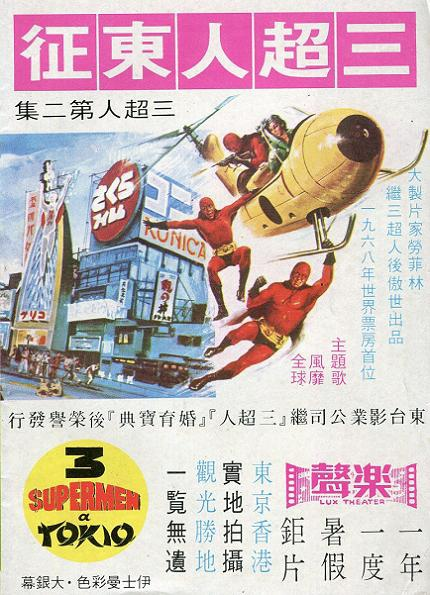 三超人東征
三超人第二集
さくら
KONICA
大製片家勞菲林
繼三超人後傲世出品
一九六八年世界票房首位
主題歌
風靡
全球
東台影業公司繼『三超人』『婚育寶典』後榮譽發行
楽聲
LUX THEATER
一年
一度
暑假
鉅片
東京香港
實地拍攝
觀光勝地
一覧無遺
3
SUPERMEN
a
TOKIO
伊士曼彩色・大銀幕